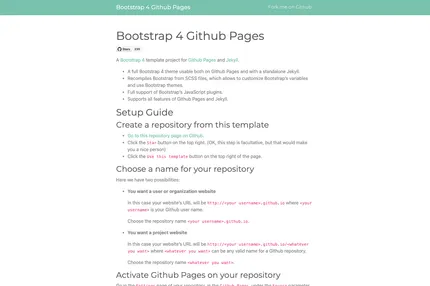 Bootstrap 4 Github Pages
Find me on Github
Bootstrap 4 Github Pages
Stars
A Bootstrap 4 template project for Github Pages and Jekyll.
A full Bootstrap 4 theme usable both on Github Pages and with a standalone Jekyll.
Recompiles Bootstrap from SCSS files, which allows to customize Bootstrap's variables
and use Bootstrap themes.
Full support of Bootstrap's JavaScript plugins.
Supports all features of Github Pages and Jekyll.
Setup Guide
Create a repository from this template
Go to this repository page on Github.
Click the Star button on the top right. (OK, this step is facultative, but that would make
you a nice person)
Click the Use this template button on the top right of the page.
Choose a name for your repository
Here we have two possibilities:
You want a user or organization website
In this case your website's URL will be http://<your username>.github.io where <your
username> is your Github user name.
Choose the repository name <your username>.github.io.
You want a project website
In this case your website's URL will be http://<your username>.github.io/<whatever
you want> where <whatever you want> can be any valid name for a Github repository.
Choose the repository name <whatever you want>.
Activate Github Pages on your repository